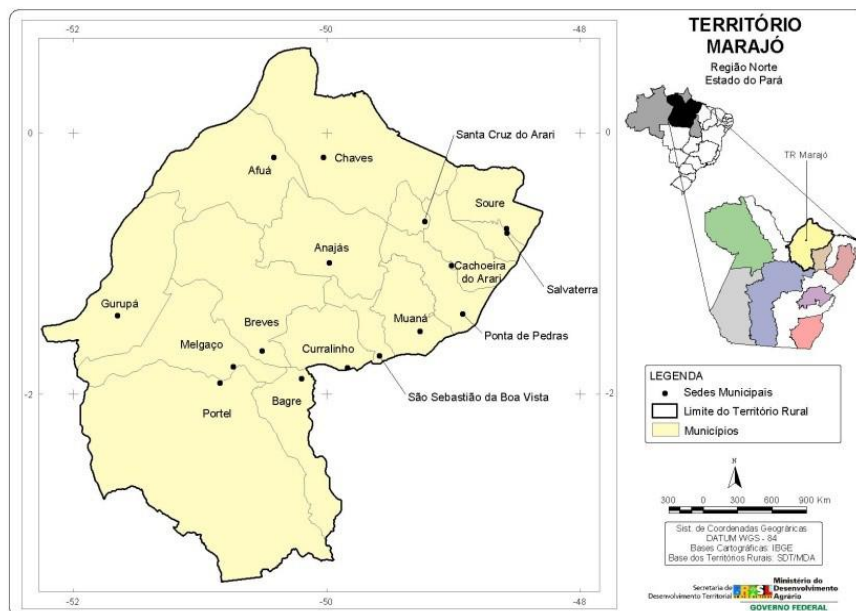 -52
-50
-48
0
Santa Cruz do Arari
Afuá
Chaves
Soure
Anajás
Cachoeira
do Arari
Salvaterra
Gurupá
Breves
Muaná
Ponta de Pedras
Melgaço
Curralinho
-2
São Sebastião da Boa Vista
-2
Portel
Bagre
-52
-50
-48
TERRITÓRIO
MARAJÓ
Região Norte
Estado do Pará
TR Marajó
LEGENDA
Sedes Municipais
Limite do Território Rural
Municípios
N
300 0 300 600 900 Km
Sist. de Coordenadas Geográficas
DATUM WGS - 84
Bases Cartográficas: IBGE
Base dos Territórios Rurais: SDT/MDA
Secretaria de
Desenvolvimento Territorial
BRASIL
Ministério do
Desenvolvimento
Agrário
GOVERNO FEDERAL